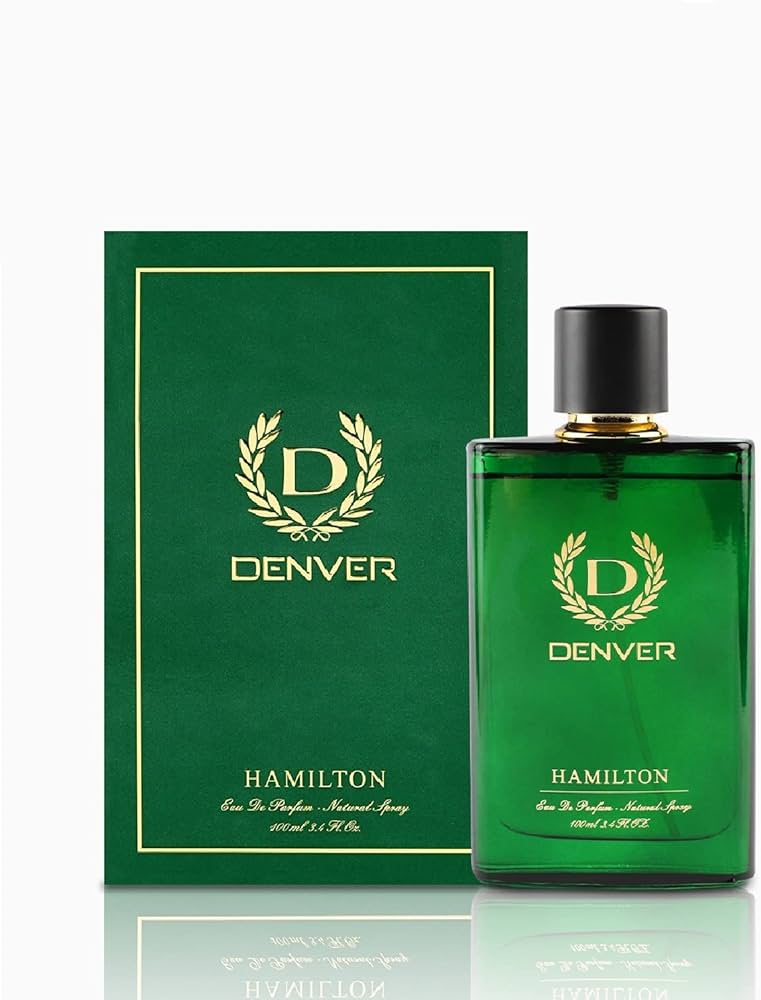 D
DENVER
HAMILTON
Eau De Parfum - Natural Spray
100ml 3.4 Fl.Oz.
D
DENVER
HAMILTON
Eau De Parfum - Natural Spray
100ml 3.4 Fl.Oz.